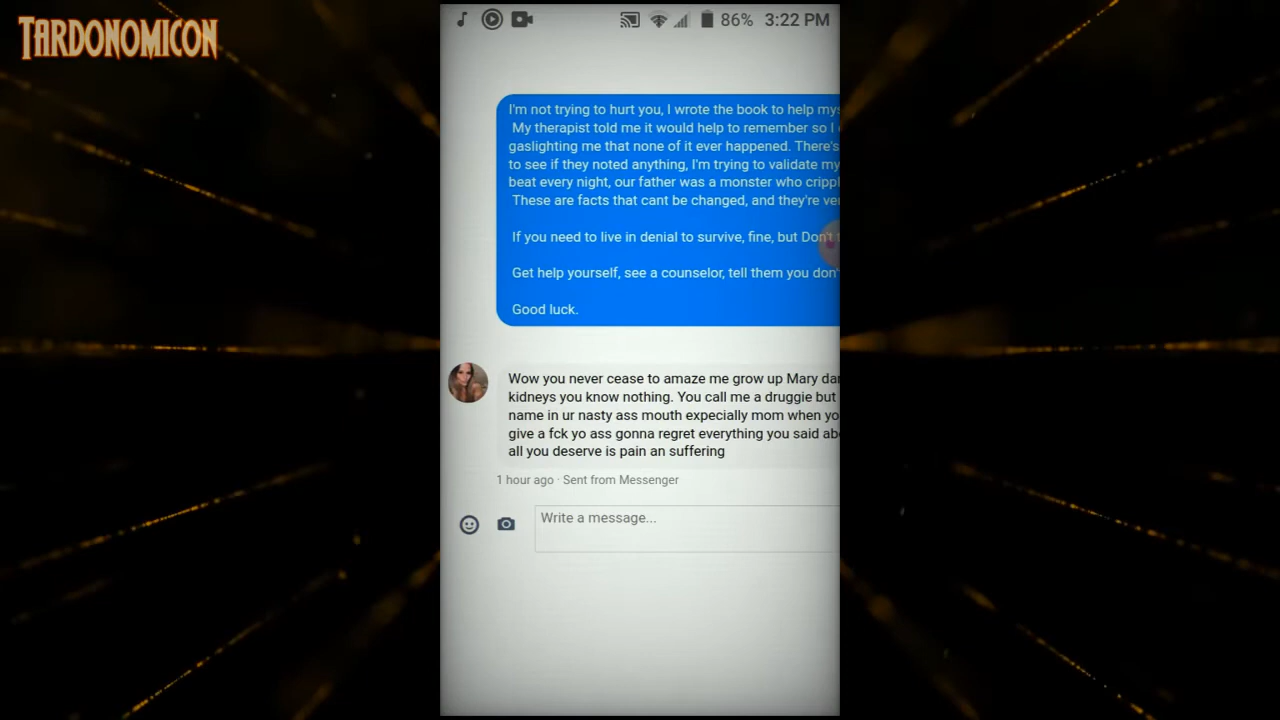 TARDONOMICON
86% 3:22 PM
I'm not trying to hurt you, I wrote the book to help
My therapist told me it would help to remember so I
gaslighting me that none of it ever happened. There's
to see if they noted anything, I'm trying to validate my
beat every night, our father was a monster who
These are facts that cant be changed, and they're
If you need to live in denial to survive, fine, but Don't
Get help yourself, see a counselor, tell them you
Good luck.
Wow you never cease to amaze me grow up Mary
kidneys you know nothing. You call me a druggie but
name in ur nasty ass mouth expecially mom when
give a fck yo ass gonna regret everything you said
all you deserve is pain an suffering
1 hour ago · Sent from Messenger
Write a message...